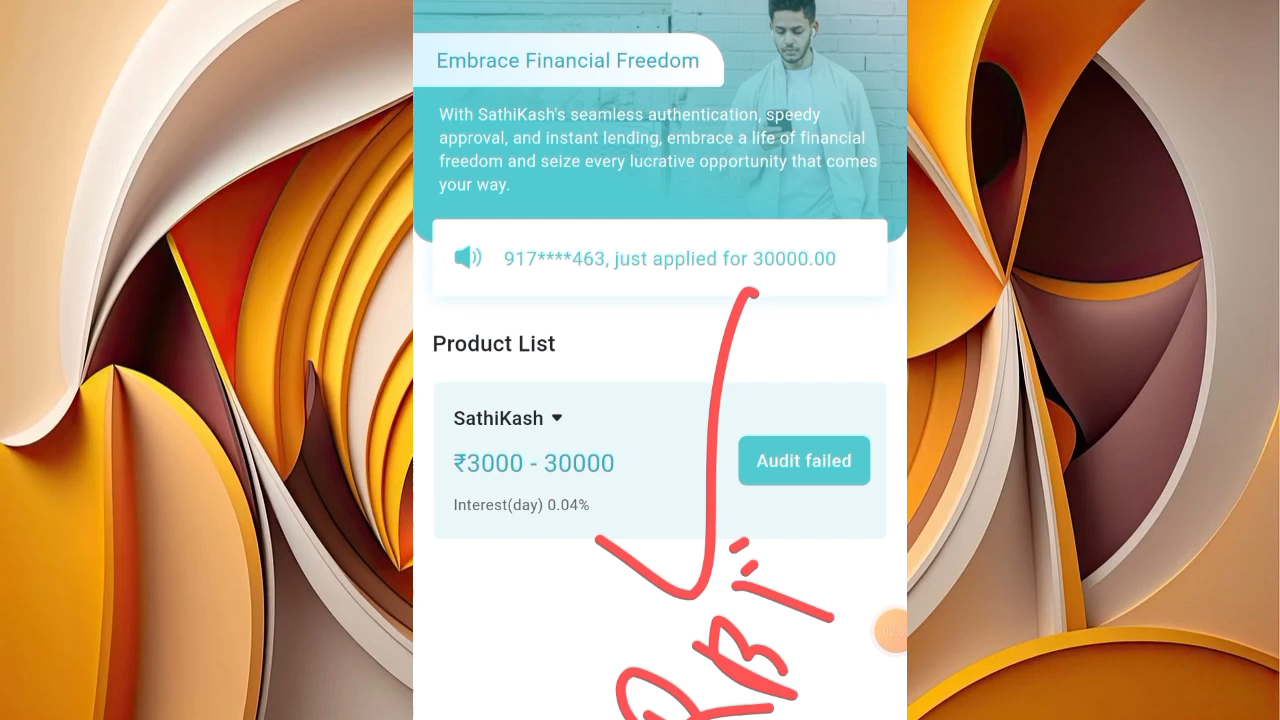 Embrace Financial Freedom
With SathiKash's seamless authentication, speedy
approval, and instant lending, embrace a life of financial
freedom and seize every lucrative opportunity that comes
your way.
917****463, just applied for 30000.00
Product List
SathiKash
₹3000 - 30000
Audit failed
Interest(day) 0.04%
RBI